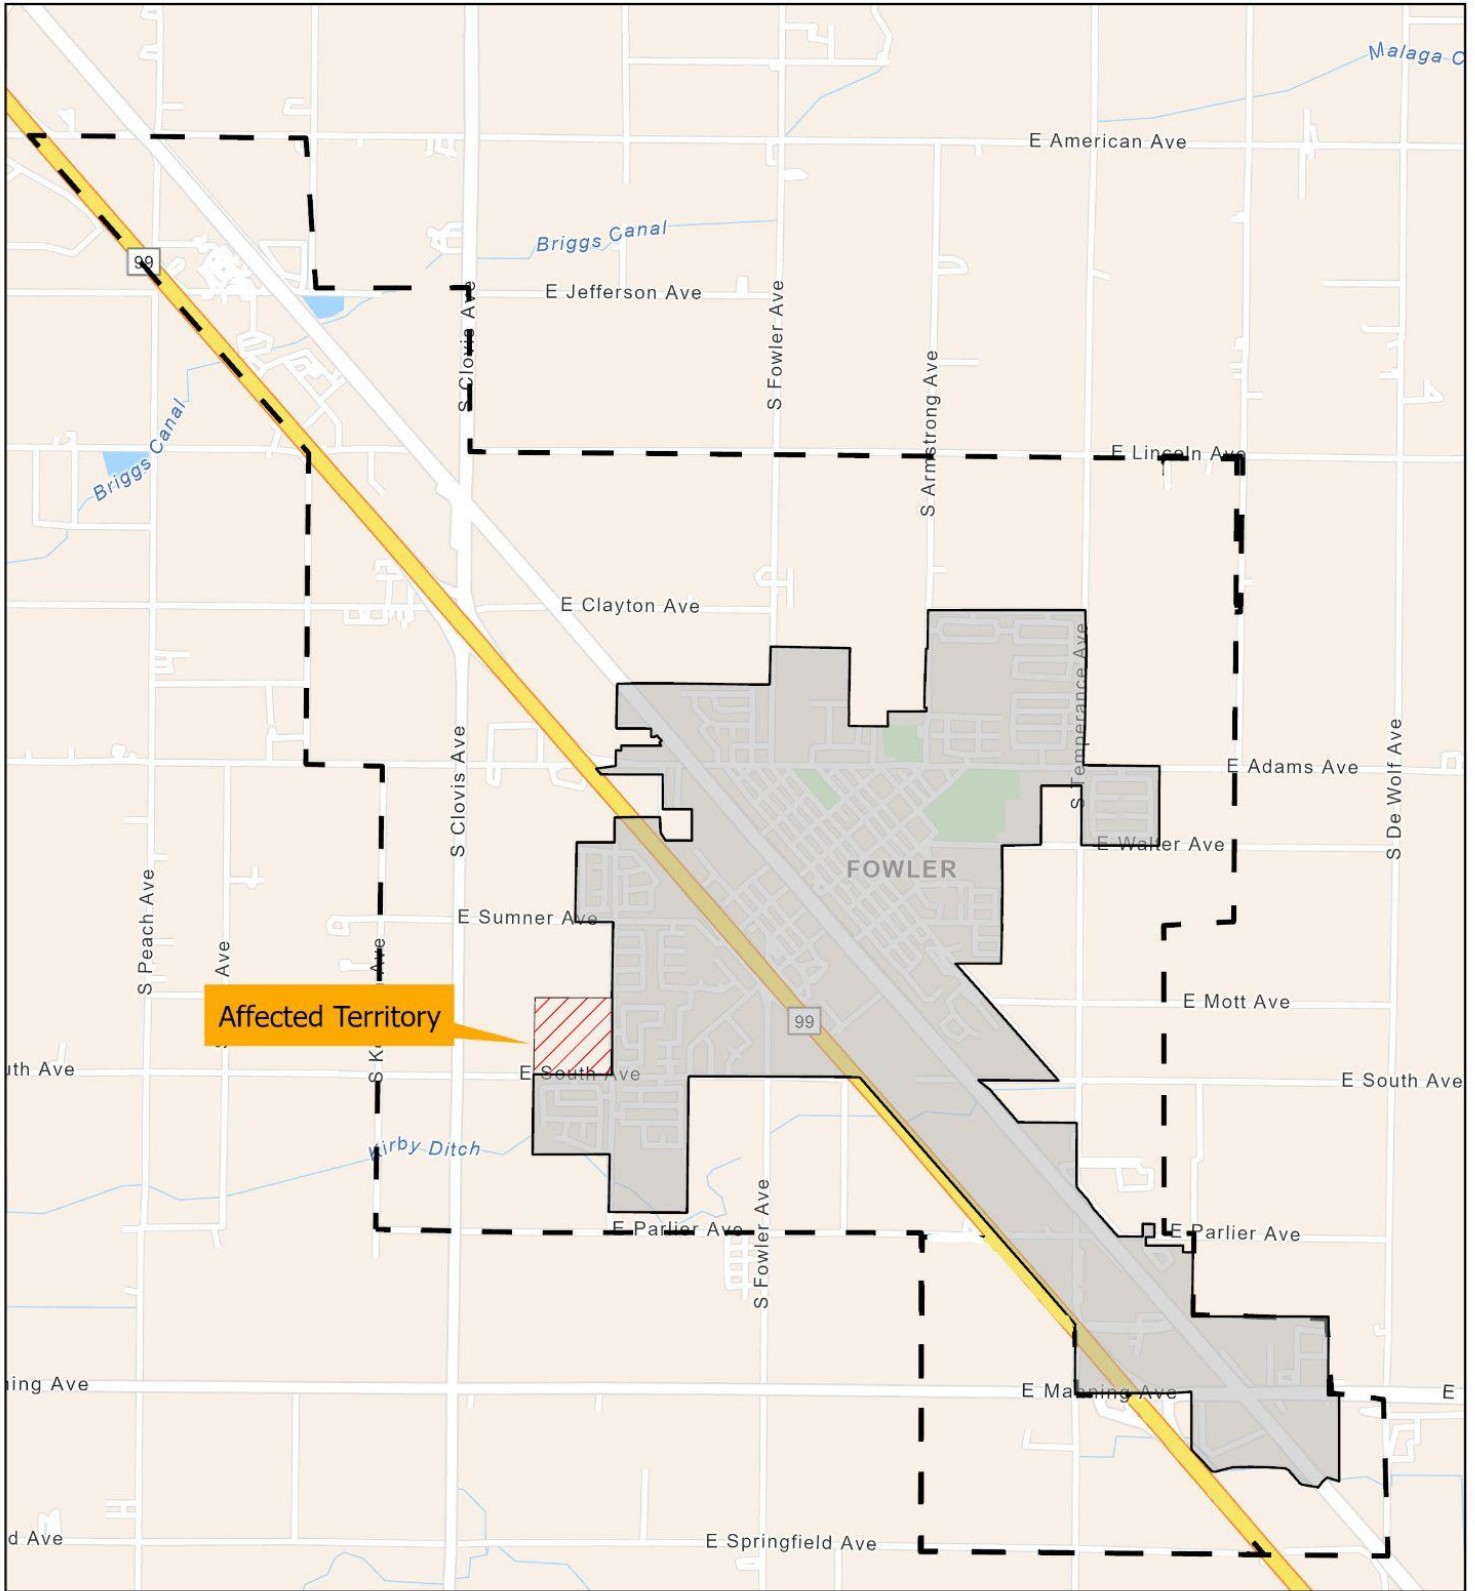 Malaga C
E American Ave
Briggs Canal
99
E Jefferson Ave
S Clovis Ave
S Fowler Ave
S Armstrong Ave
Briggs Canal
E Lincoln Ave
E Clayton Ave
S Temperance Ave
S Clovis Ave
S De Wolf Ave
E Adams Ave
E Walter Ave
FOWLER
S Peach Ave
E Sumner Ave
Ave
Ave
E Mott Ave
Affected Territory
99
uth Ave
S K
E South Ave
E South Ave
Kirby Ditch
S Fowler Ave
E Parlier Ave
E Parlier Ave
ing Ave
E Manning Ave
E
d Ave
E Springfield Ave